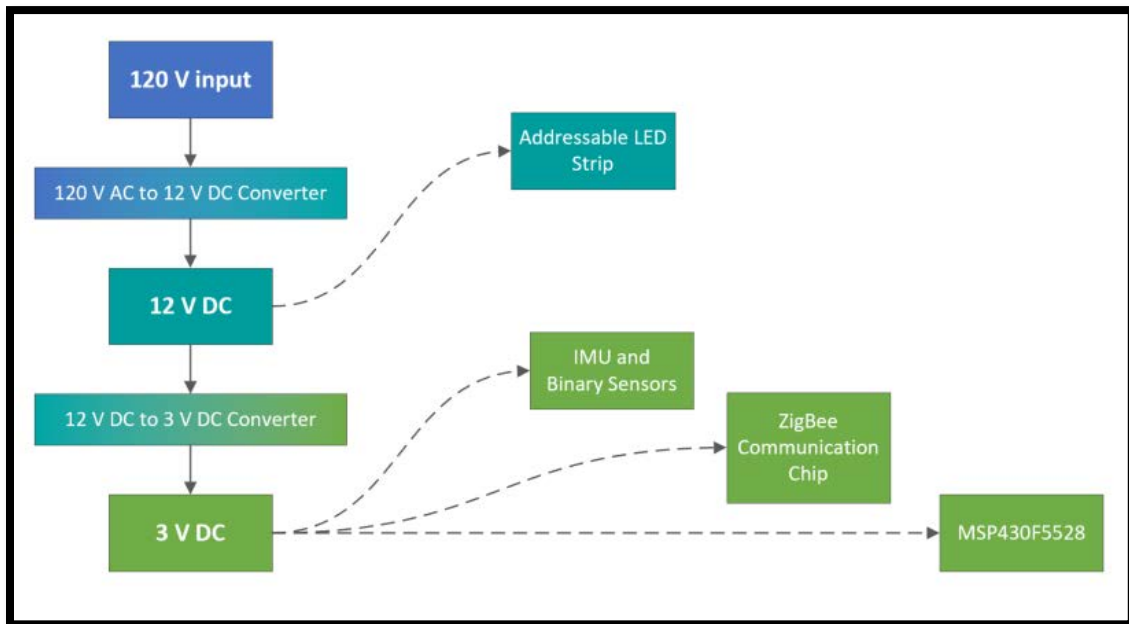 120 V input
Addressable LED
Strip
120 V AC to 12 V DC Converter
12 V DC
IMU and
Binary Sensors
12 V DC to 3 V DC Converter
ZigBee
Communication
Chip
3 V DC
MSP430F5528